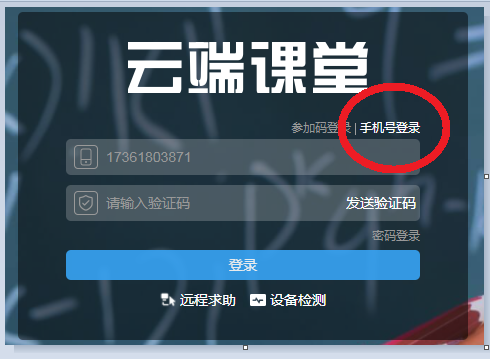 云端课堂
参加码登录 | 手机号登录
17361803871
请输入验证码 发送验证码
密码登录
登录
远程求助 设备检测